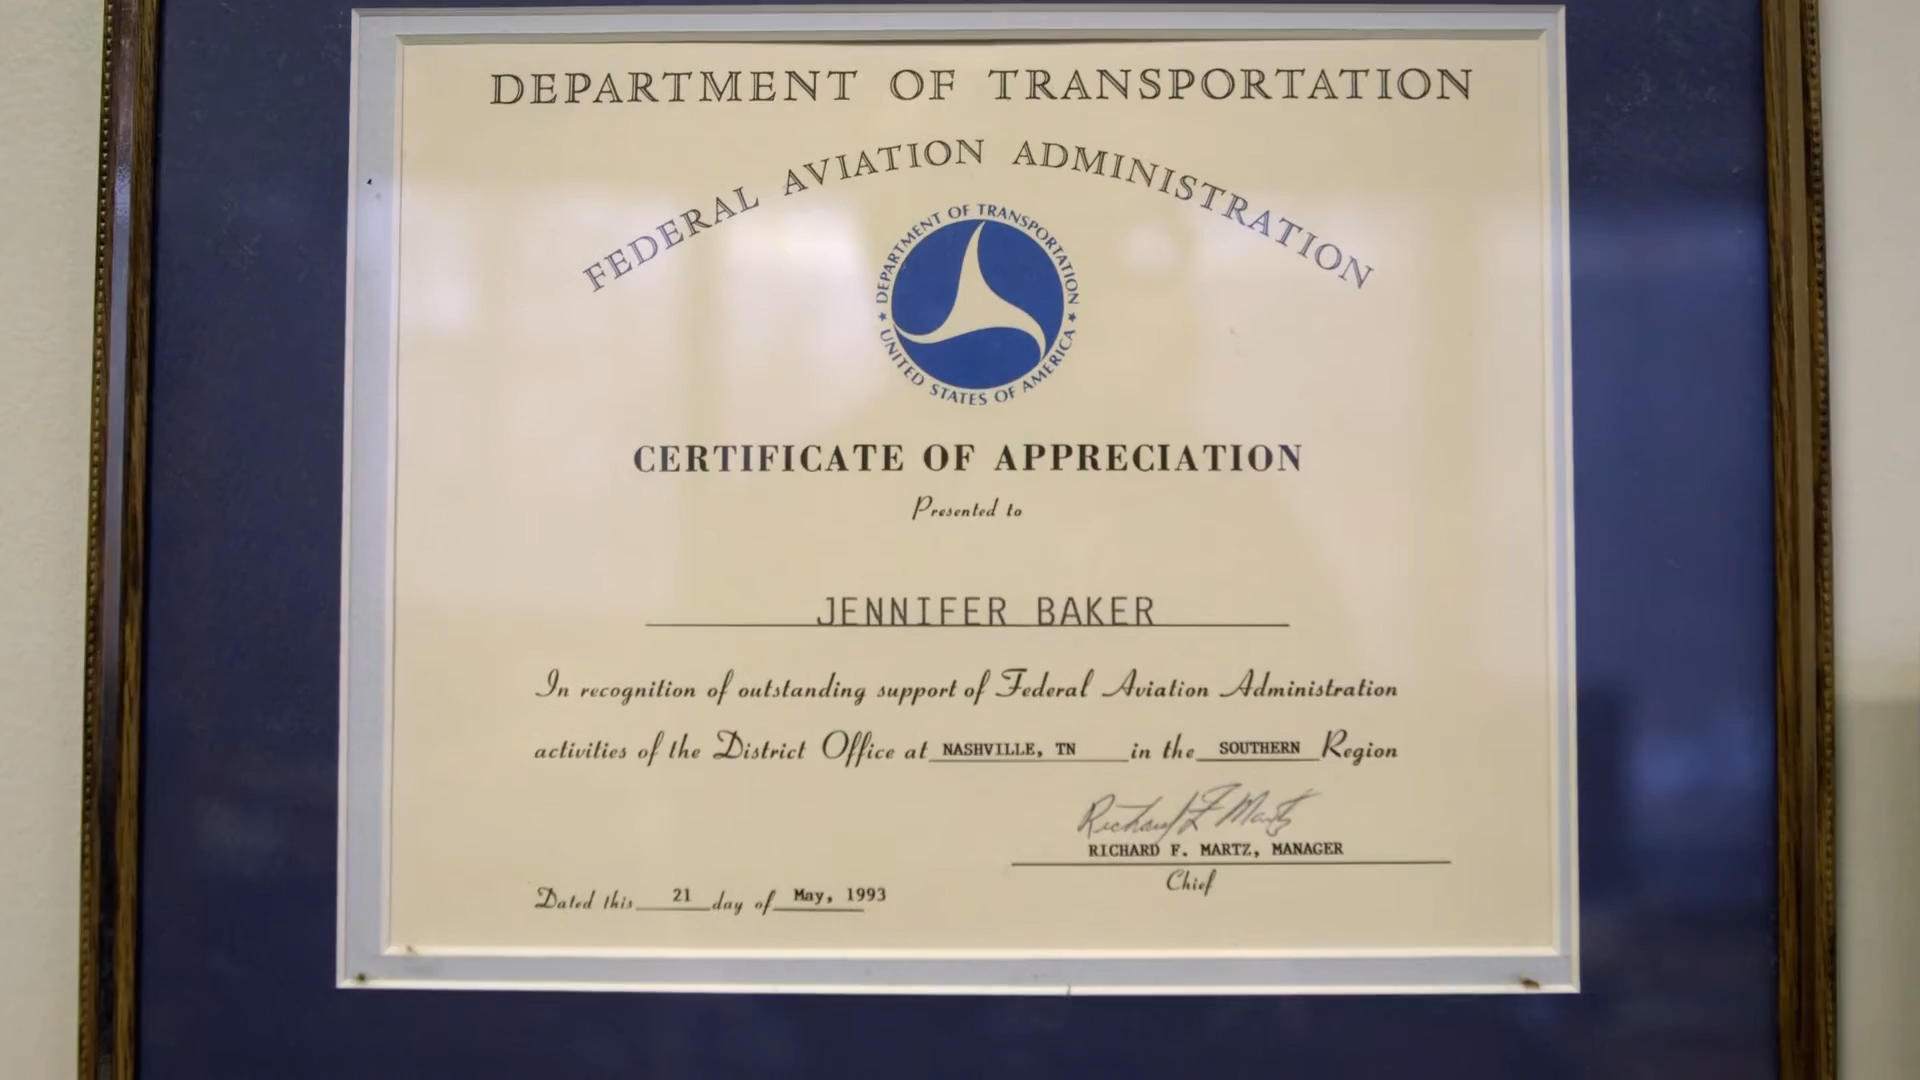 DEPARTMENT OF TRANSPORTATION
FEDERAL AVIATION ADMINISTRATION
DEPARTMENT OF TRANSPORTATION
★ UNITED STATES OF AMERICA ★
CERTIFICATE OF APPRECIATION
Presented to
JENNIFER BAKER
In recognition of outstanding support of Federal Aviation Administration
activities of the District Office at NASHVILLE, TN in the SOUTHERN Region
Richard F Martz
RICHARD F. MARTZ, MANAGER
Chief
Dated this 21 day of May, 1993